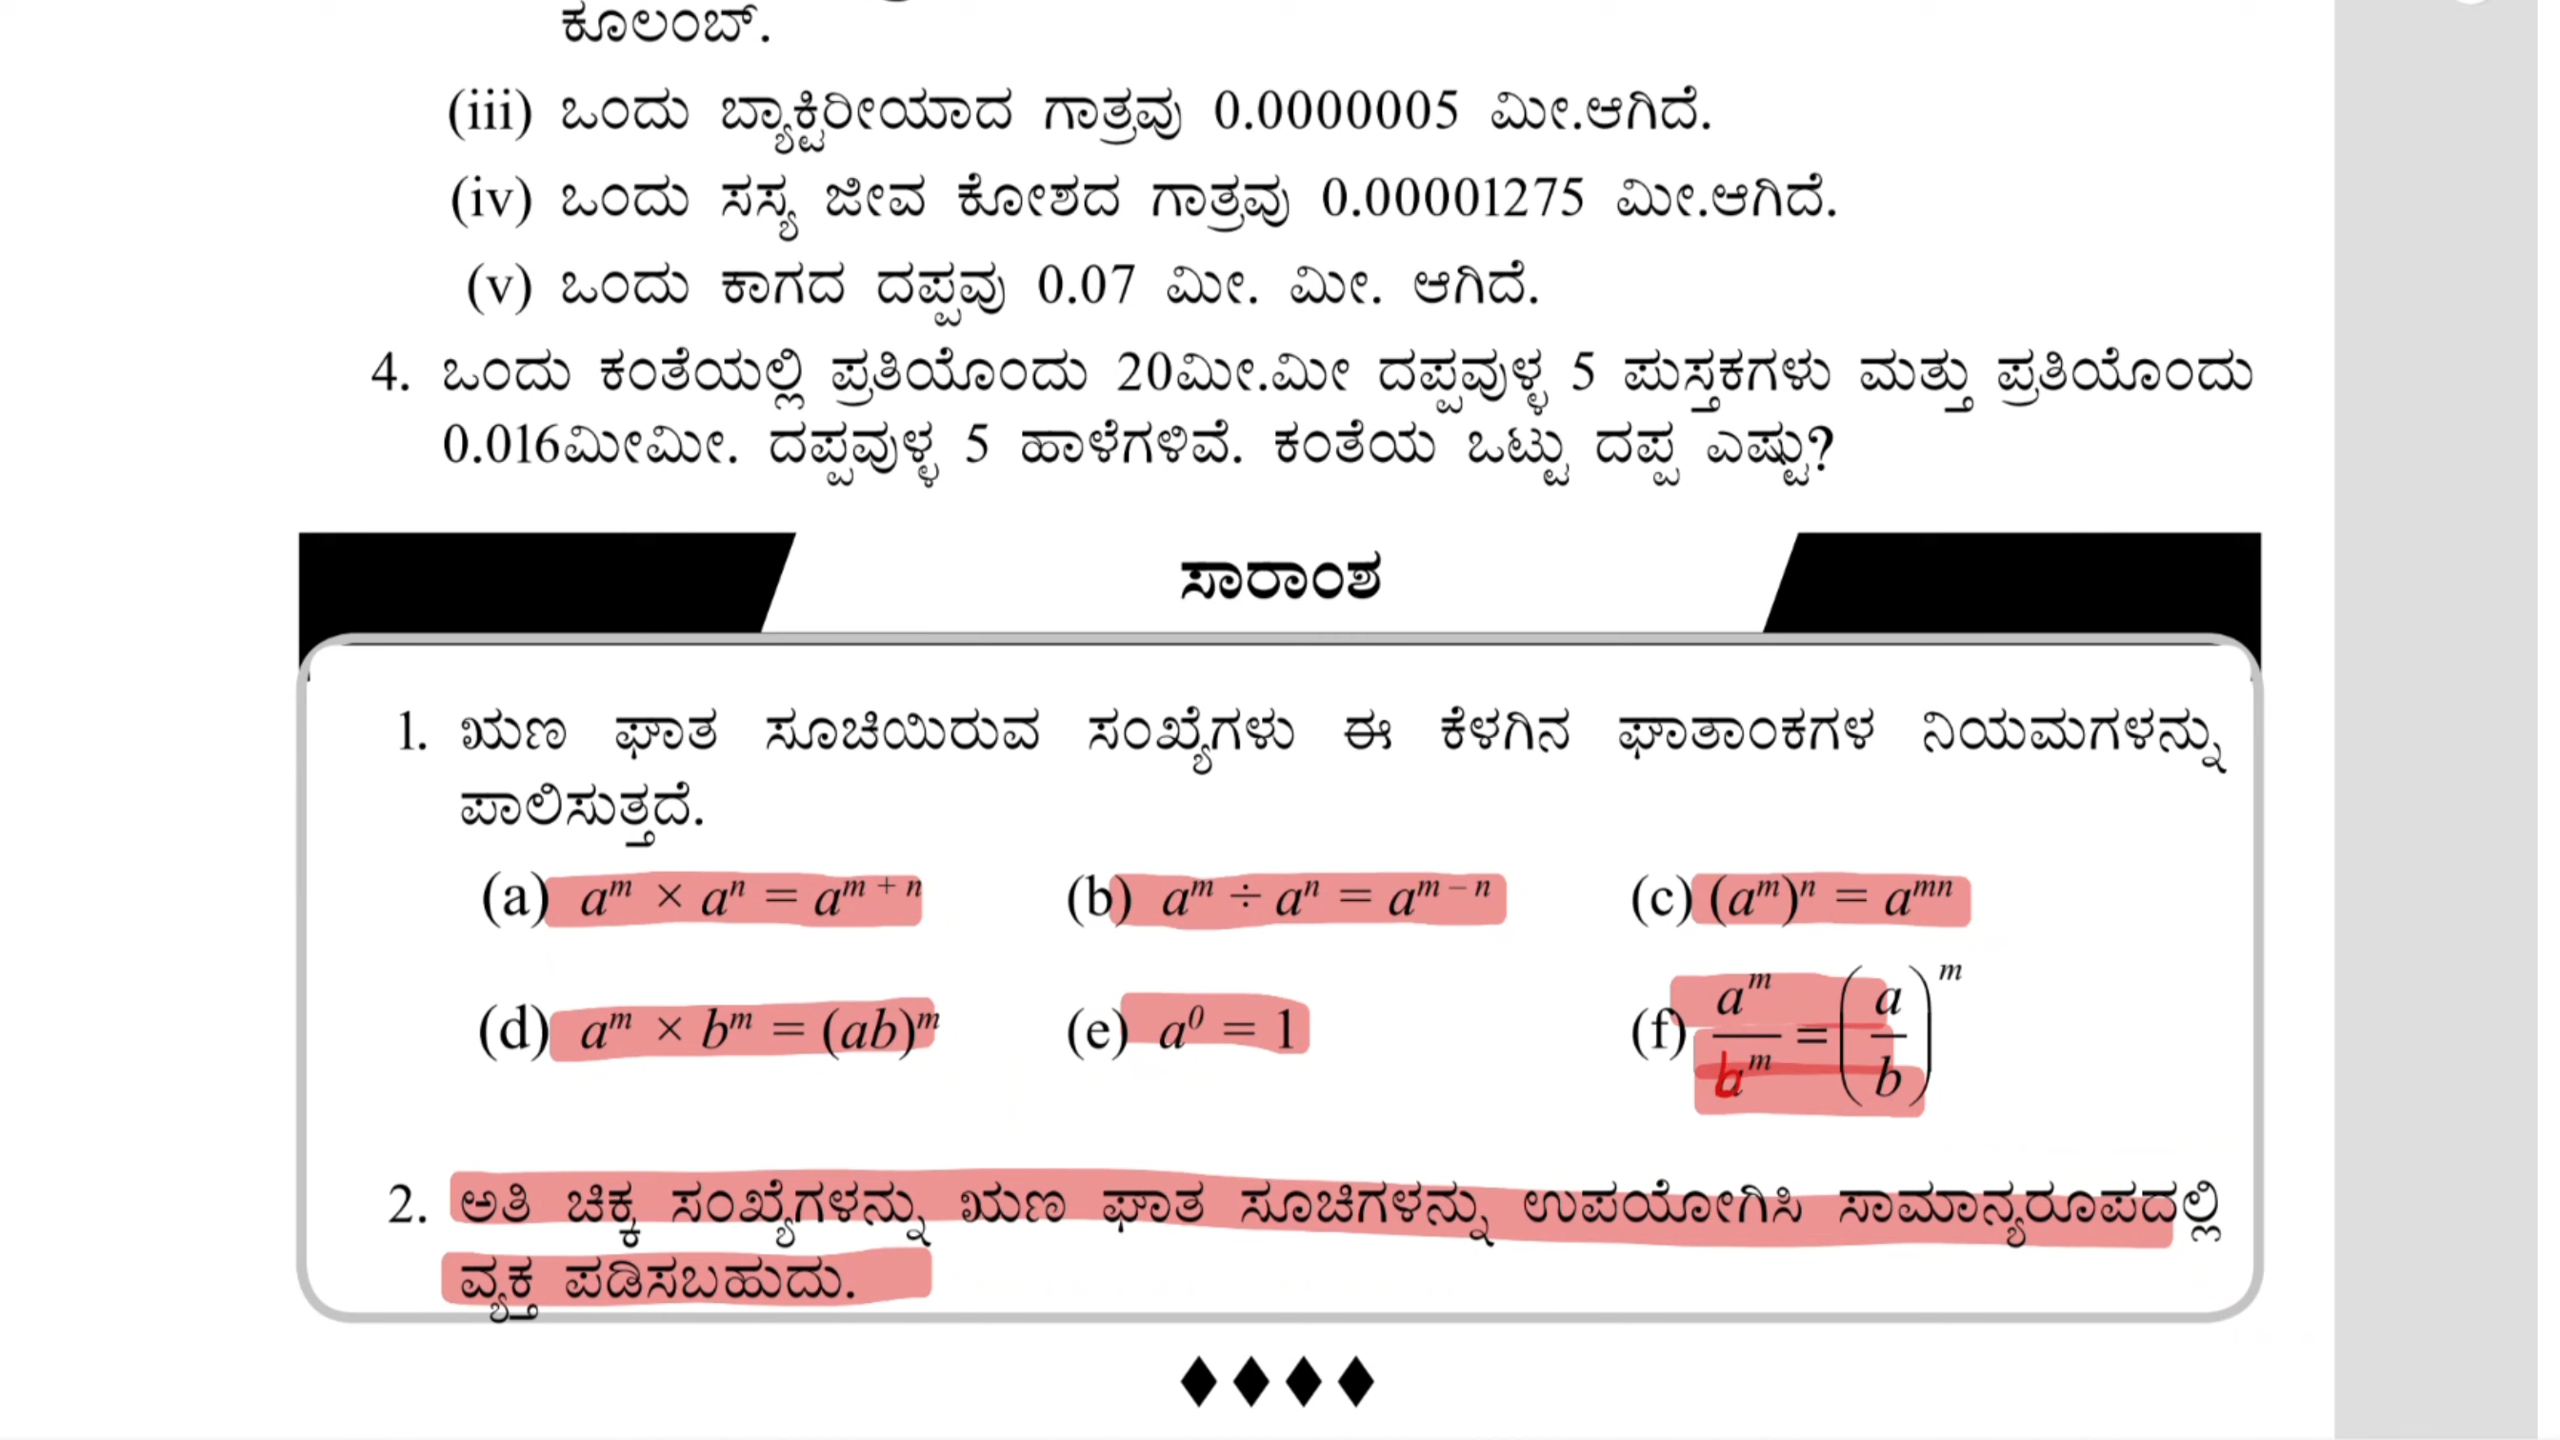 ಕೂಲಂಬ್.
(iii) ಒಂದು ಬ್ಯಾಕ್ಟಿರೀಯಾದ ಗಾತ್ರವು 0.0000005 ಮೀ.ಆಗಿದೆ.
(iv) ಒಂದು ಸಸ್ಯ ಜೀವ ಕೋಶದ ಗಾತ್ರವು 0.00001275 ಮೀ.ಆಗಿದೆ.
(v) ಒಂದು ಕಾಗದ ದಪ್ಪವು 0.07 ಮೀ. ಮೀ. ಆಗಿದೆ.
4. ಒಂದು ಕಂತೆಯಲ್ಲಿ ಪ್ರತಿಯೊಂದು 20ಮೀ.ಮೀ ದಪ್ಪವುಳ್ಳ 5 ಪುಸ್ತಕಗಳು ಮತ್ತು ಪ್ರತಿಯೊಂದು
0.016ಮೀಮೀ. ದಪ್ಪವುಳ್ಳ 5 ಹಾಳೆಗಳಿವೆ. ಕಂತೆಯ ಒಟ್ಟು ದಪ್ಪ ಎಷ್ಟು?
ಸಾರಾಂಶ
1. ಋಣ ಘಾತ ಸೂಚಿಯಿರುವ ಸಂಖ್ಯೆಗಳು ಈ ಕೆಳಗಿನ ಘಾತಾಂಕಗಳ ನಿಯಮಗಳನ್ನು
ಪಾಲಿಸುತ್ತದೆ.
(a) a^m × a^n = a^{m + n} (b) a^m ÷ a^n = a^{m – n} (c) (a^m)^n = a^{mn}
(d) a^m × b^m = (ab)^m (e) a^0 = 1 (f) a^m/b^m = (a/b)^m
2. ಅತಿ ಚಿಕ್ಕ ಸಂಖ್ಯೆಗಳನ್ನು ಋಣ ಘಾತ ಸೂಚಿಗಳನ್ನು ಉಪಯೋಗಿಸಿ ಸಾಮಾನ್ಯರೂಪದಲ್ಲಿ
ವ್ಯಕ್ತ ಪಡಿಸಬಹುದು.